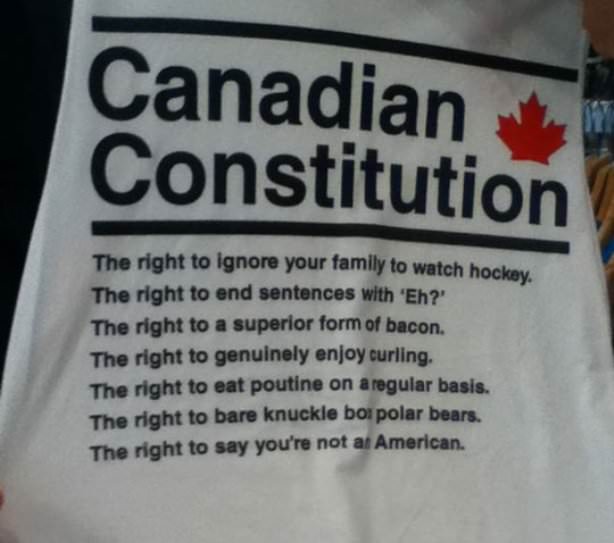 Canadian
Constitution
The right to ignore your family to watch hockey.
The right to end sentences with 'Eh?'
The right to a superior form of bacon.
The right to genuinely enjoy curling.
The right to eat poutine on a regular basis.
The right to bare knuckle box polar bears.
The right to say you're not an American.